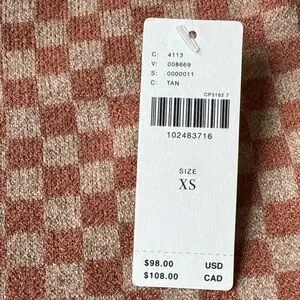 C: 4113
V: 008669
S: 0000011
C: TAN
CP3162 7
102483716
SIZE
XS
$98.00 USD
$108.00 CAD